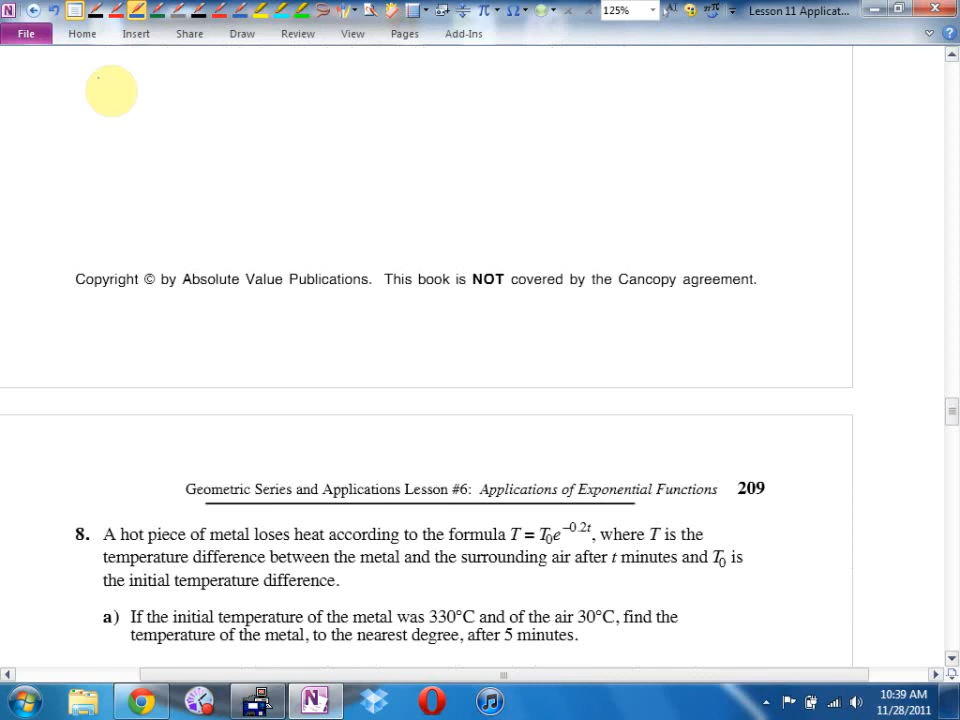 125%
Lesson 11 Applicat...
File Home Insert Share Draw Review View Pages Add-Ins
Copyright © by Absolute Value Publications. This book is NOT covered by the Cancopy agreement.
Geometric Series and Applications Lesson #6: Applications of Exponential Functions 209
8. A hot piece of metal loses heat according to the formula T = T₀e⁻⁰·²ᵗ, where T is the
temperature difference between the metal and the surrounding air after t minutes and T₀ is
the initial temperature difference.
a) If the initial temperature of the metal was 330°C and of the air 30°C, find the
temperature of the metal, to the nearest degree, after 5 minutes.
10:39 AM
11/28/2011